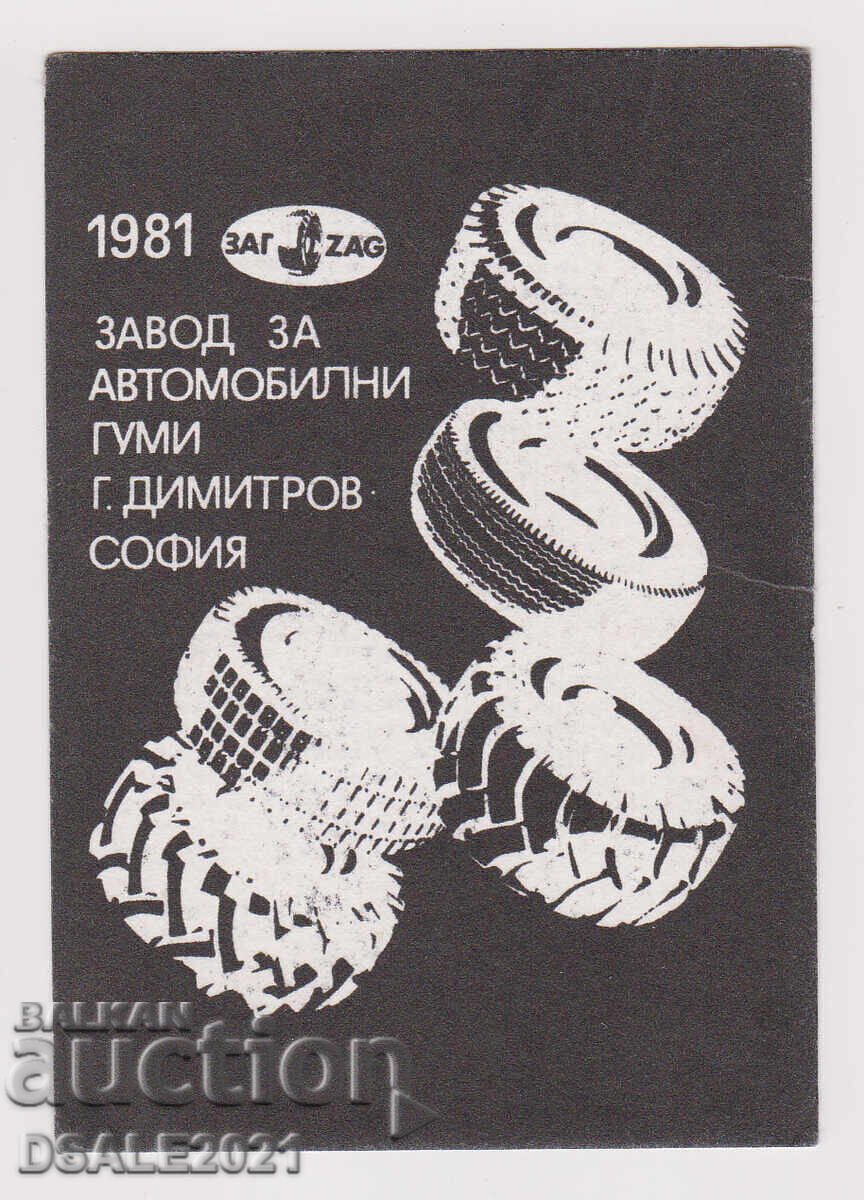 1981 ЗАГ ZAG
ЗАВОД ЗА
АВТОМОБИЛНИ
ГУМИ
Г. ДИМИТРОВ
СОФИЯ
BALKAN
auction
DSALE2021